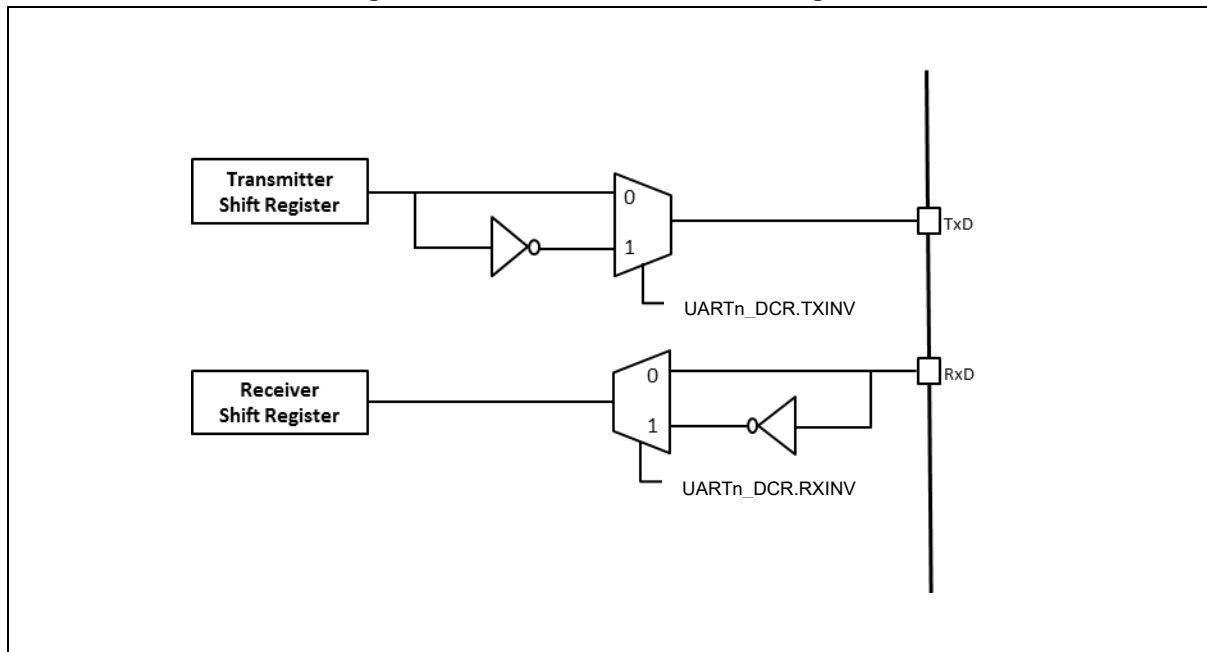 Transmitter
Shift Register
0
1
TxD
UARTn_DCR.TXINV
Receiver
Shift Register
0
1
RxD
UARTn_DCR.RXINV